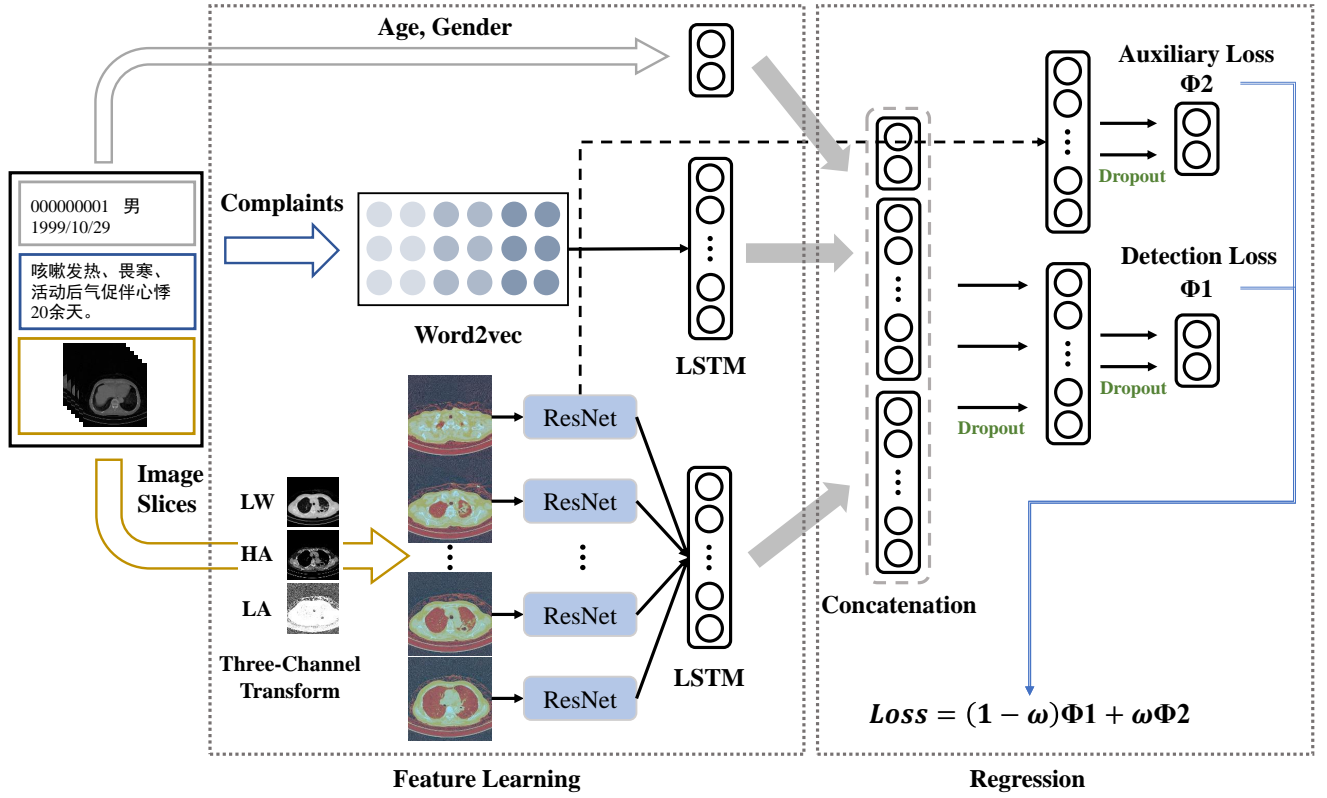 Age, Gender
000000001 男
1999/10/29
咳嗽发热、畏寒、
活动后气促伴心悸
20余天。
Complaints
Word2vec
LSTM
Image
Slices
LW
HA
LA
Three-Channel
Transform
ResNet
ResNet
ResNet
ResNet
LSTM
Feature Learning
Concatenation
Dropout
Auxiliary Loss
Φ2
Dropout
Detection Loss
Φ1
Dropout
Loss = (1 − ω)Φ1 + ωΦ2
Regression